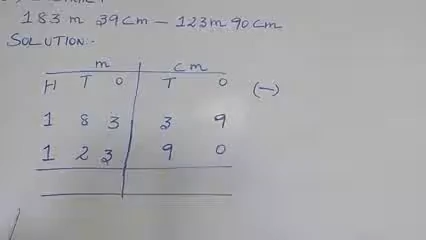 183 m 39 cm – 123 m 90 cm
SOLUTION:-
m cm
H T O T O (–)
1 8 3 3 9
1 2 3 9 0